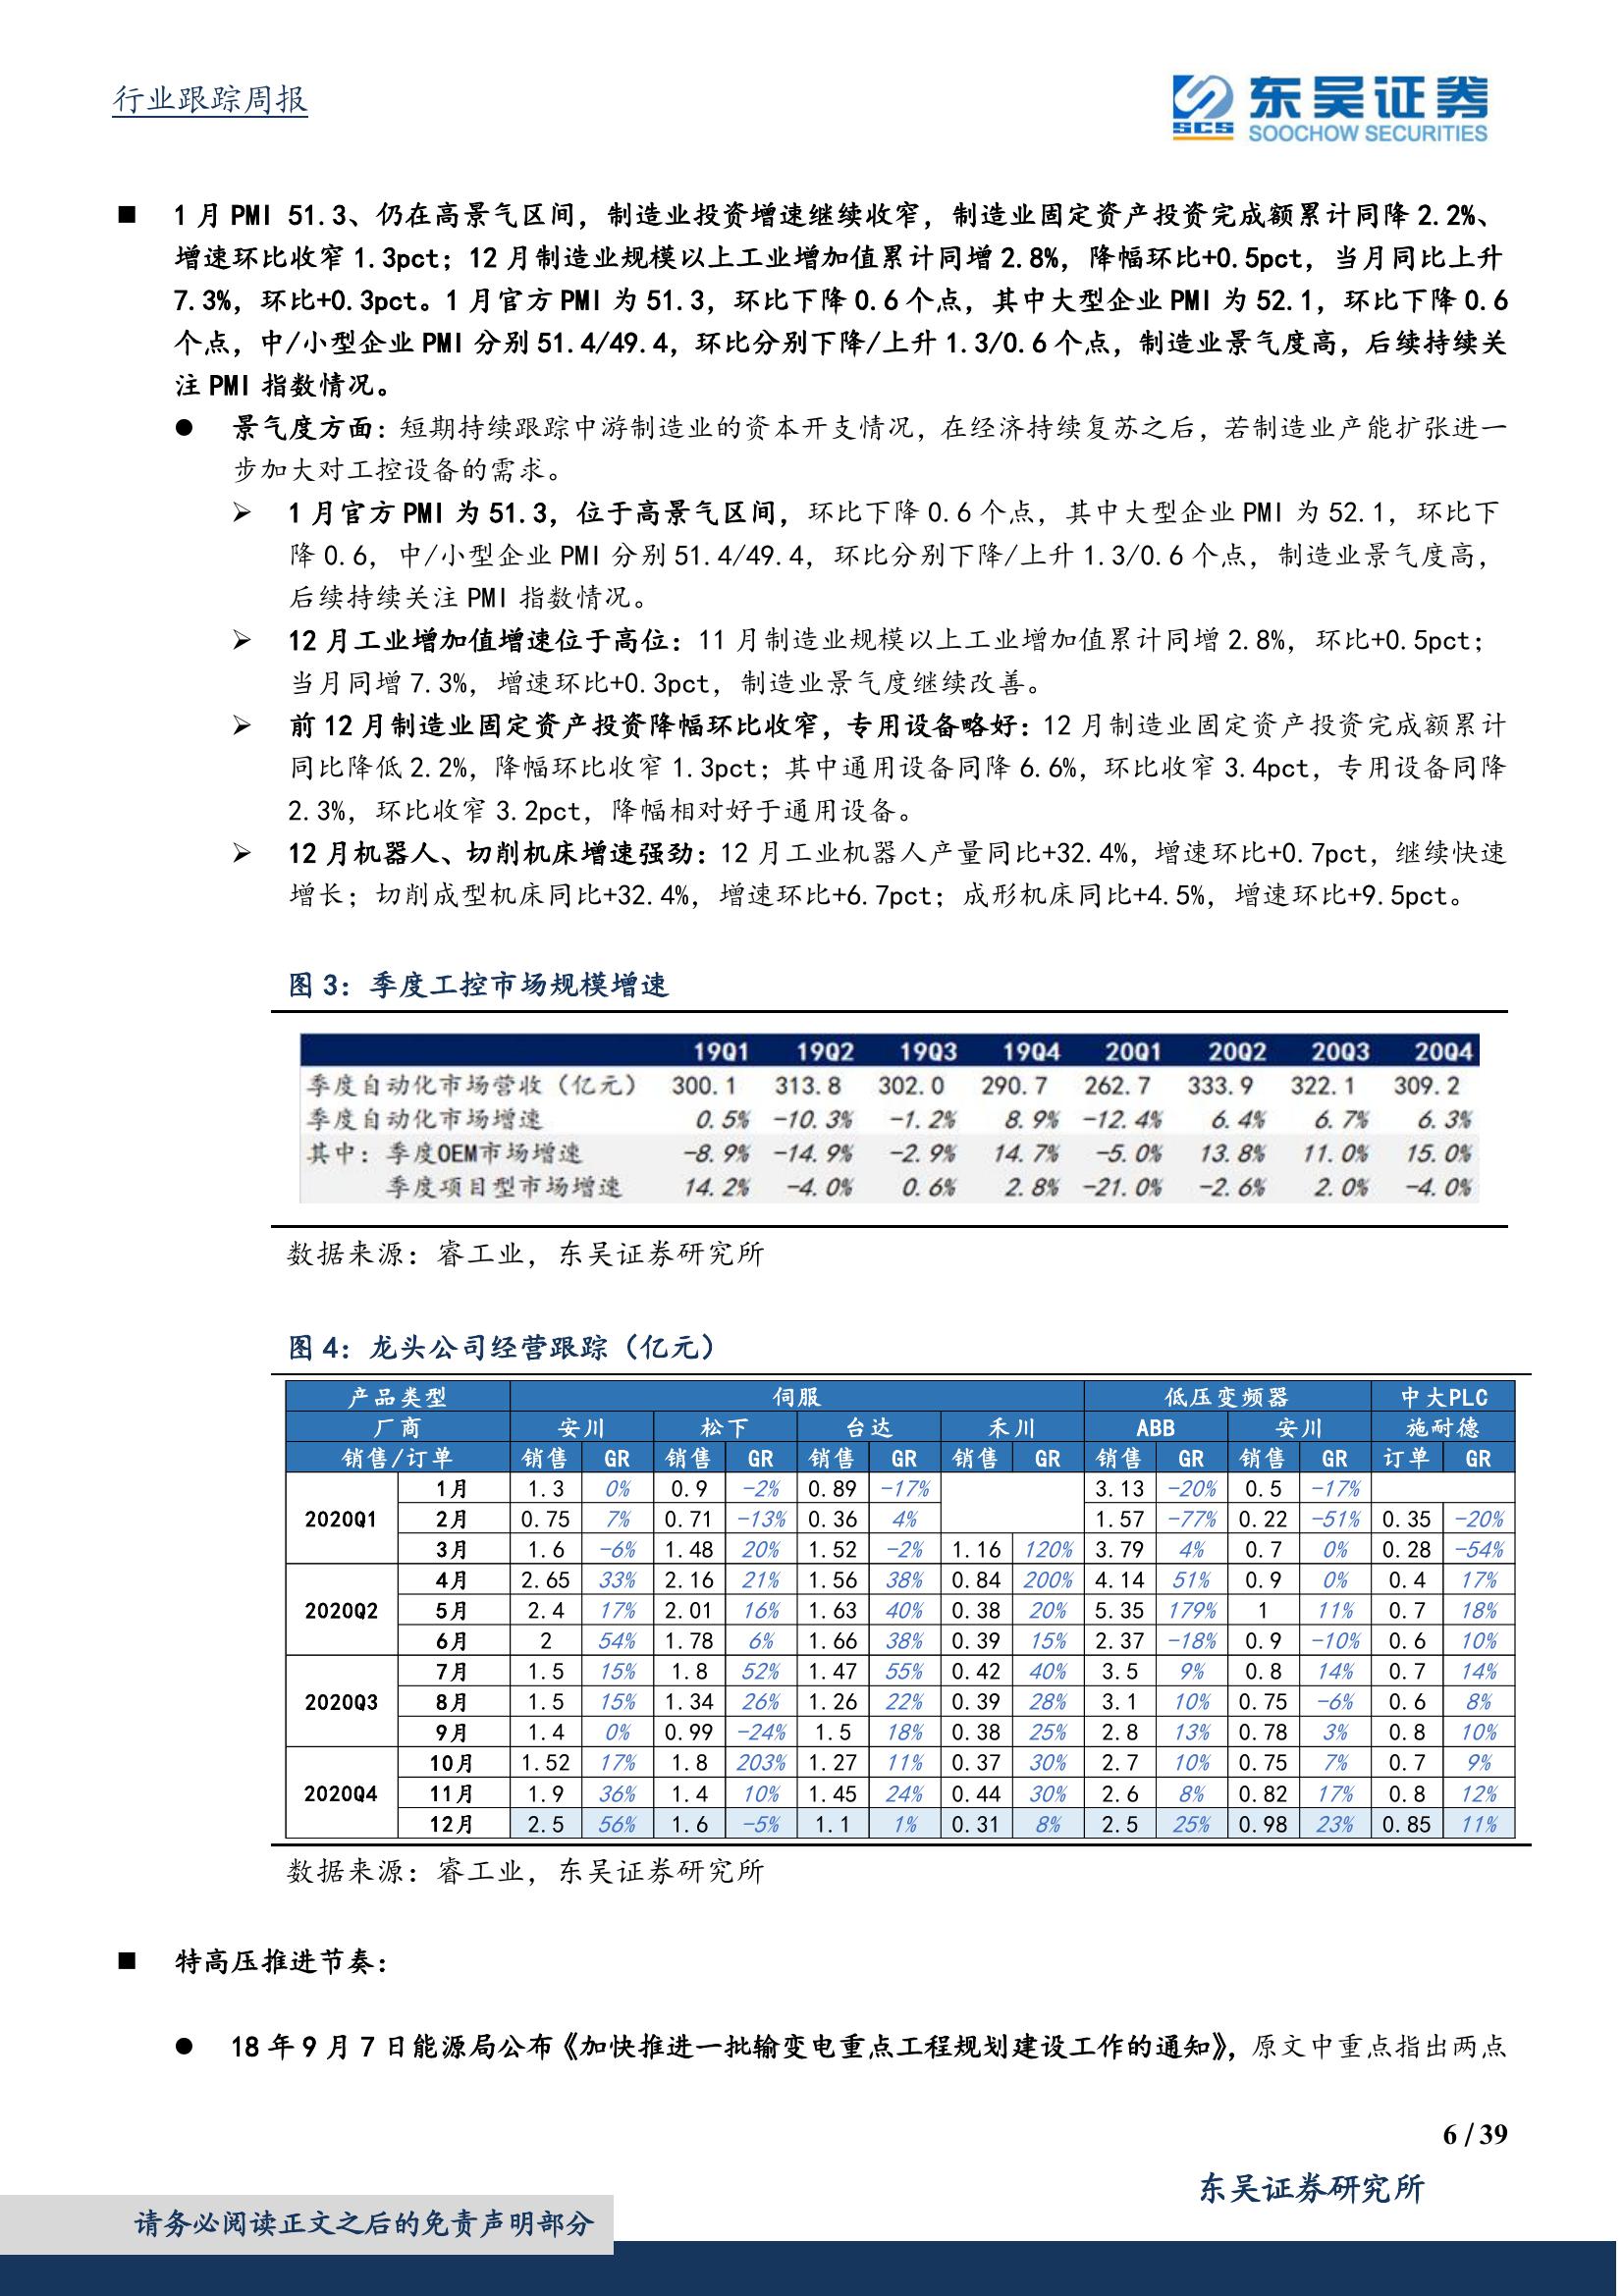 行业跟踪周报
东吴证券
SCS
SOOCHOW SECURITIES
■ 1月PMI 51.3、仍在高景气区间，制造业投资增速继续收窄，制造业固定资产投资完成额累计同降2.2%、
增速环比收窄1.3pct；12月制造业规模以上工业增加值累计同增2.8%，降幅环比+0.5pct，当月同比上升
7.3%，环比+0.3pct。1月官方PMI为51.3，环比下降0.6个点，其中大型企业PMI为52.1，环比下降0.6
个点，中/小型企业PMI分别51.4/49.4，环比分别下降/上升1.3/0.6个点，制造业景气度高，后续持续关
注PMI指数情况。
● 景气度方面：短期持续跟踪中游制造业的资本开支情况，在经济持续复苏之后，若制造业产能扩张进一
步加大对工控设备的需求。
➢ 1月官方PMI为51.3，位于高景气区间，环比下降0.6个点，其中大型企业PMI为52.1，环比下
降0.6，中/小型企业PMI分别51.4/49.4，环比分别下降/上升1.3/0.6个点，制造业景气度高，
后续持续关注PMI指数情况。
➢ 12月工业增加值增速位于高位：11月制造业规模以上工业增加值累计同增2.8%，环比+0.5pct；
当月同增7.3%，增速环比+0.3pct，制造业景气度继续改善。
➢ 前12月制造业固定资产投资降幅环比收窄，专用设备略好：12月制造业固定资产投资完成额累计
同比降低2.2%，降幅环比收窄1.3pct；其中通用设备同降6.6%，环比收窄3.4pct，专用设备同降
2.3%，环比收窄3.2pct，降幅相对好于通用设备。
➢ 12月机器人、切削机床增速强劲：12月工业机器人产量同比+32.4%，增速环比+0.7pct，继续快速
增长；切削成型机床同比+32.4%，增速环比+6.7pct；成形机床同比+4.5%，增速环比+9.5pct。
图3：季度工控市场规模增速
19Q1 19Q2 19Q3 19Q4 20Q1 20Q2 20Q3 20Q4
季度自动化市场营收（亿元） 300.1 313.8 302.0 290.7 262.7 333.9 322.1 309.2
季度自动化市场增速 0.5% -10.3% -1.2% 8.9% -12.4% 6.4% 6.7% 6.3%
其中：季度OEM市场增速 -8.9% -14.9% -2.9% 14.7% -5.0% 13.8% 11.0% 15.0%
季度项目型市场增速 14.2% -4.0% 0.6% 2.8% -21.0% -2.6% 2.0% -4.0%
数据来源：睿工业，东吴证券研究所
图4：龙头公司经营跟踪（亿元）
产品类型 伺服 低压变频器 中大PLC
厂商 安川 松下 台达 禾川 ABB 安川 施耐德
销售/订单 销售 GR 销售 GR 销售 GR 销售 GR 销售 GR 销售 GR 订单 GR
1月 1.3 0% 0.9 -2% 0.89 -17% 3.13 -20% 0.5 -17%
2020Q1 2月 0.75 7% 0.71 -13% 0.36 4% 1.57 -77% 0.22 -51% 0.35 -20%
3月 1.6 -6% 1.48 20% 1.52 -2% 1.16 120% 3.79 4% 0.7 0% 0.28 -54%
4月 2.65 33% 2.16 21% 1.56 38% 0.84 200% 4.14 51% 0.9 0% 0.4 17%
2020Q2 5月 2.4 17% 2.01 16% 1.63 40% 0.38 20% 5.35 179% 1 11% 0.7 18%
6月 2 54% 1.78 6% 1.66 38% 0.39 15% 2.37 -18% 0.9 -10% 0.6 10%
7月 1.5 15% 1.8 52% 1.47 55% 0.42 40% 3.5 9% 0.8 14% 0.7 14%
2020Q3 8月 1.5 15% 1.34 26% 1.26 22% 0.39 28% 3.1 10% 0.75 -6% 0.6 8%
9月 1.4 0% 0.99 -24% 1.5 18% 0.38 25% 2.8 13% 0.78 3% 0.8 10%
10月 1.52 17% 1.8 203% 1.27 11% 0.37 30% 2.7 10% 0.75 7% 0.7 9%
2020Q4 11月 1.9 36% 1.4 10% 1.45 24% 0.44 30% 2.6 8% 0.82 17% 0.8 12%
12月 2.5 56% 1.6 -5% 1.1 1% 0.31 8% 2.5 25% 0.98 23% 0.85 11%
数据来源：睿工业，东吴证券研究所
■ 特高压推进节奏：
● 18年9月7日能源局公布《加快推进一批输变电重点工程规划建设工作的通知》，原文中重点指出两点
6 / 39
东吴证券研究所
请务必阅读正文之后的免责声明部分